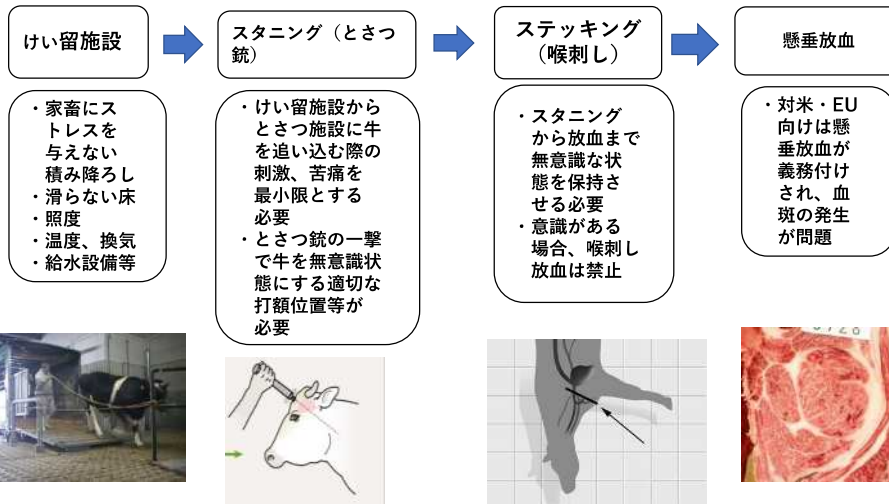 けい留施設
スタニング（とさつ
銃）
ステッキング
（喉刺し）
懸垂放血
・家畜にス
トレスを
与えない
積み降ろし
・滑らない床
・照度
・温度、換気
・給水設備等
・けい留施設から
とさつ施設に牛
を追い込む際の
刺激、苦痛を
最小限とする
必要
・とさつ銃の一撃
で牛を無意識状
態にする適切な
打額位置等が
必要
・スタニング
から放血まで
無意識な状
態を保持さ
せる必要
・意識がある
場合、喉刺し
放血は禁止
・対米・EU
向けは懸
垂放血が
義務付け
され、血
斑の発生
が問題